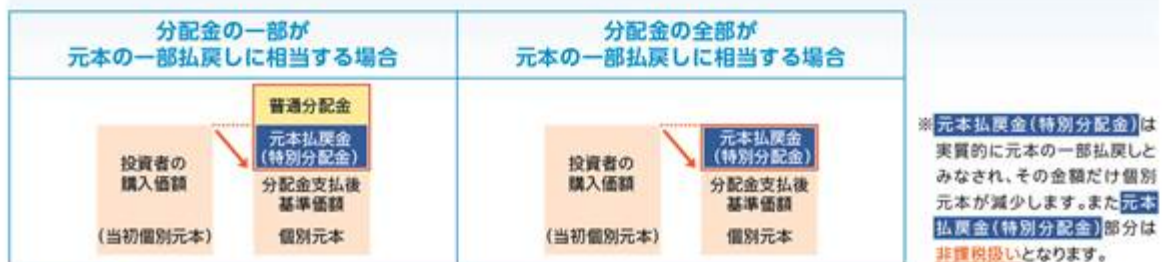 分配金の一部が
元本の一部払戻しに相当する場合
分配金の全部が
元本の一部払戻しに相当する場合
普通分配金
元本払戻金
(特別分配金)
投資者の
購入価額
(当初個別元本)
分配金支払後
基準価額
個別元本
元本払戻金
(特別分配金)
投資者の
購入価額
(当初個別元本)
分配金支払後
基準価額
個別元本
※元本払戻金(特別分配金)は
実質的に元本の一部払戻しと
みなされ、その金額だけ個別
元本が減少します。また元本
払戻金(特別分配金)部分は
非課税扱いとなります。